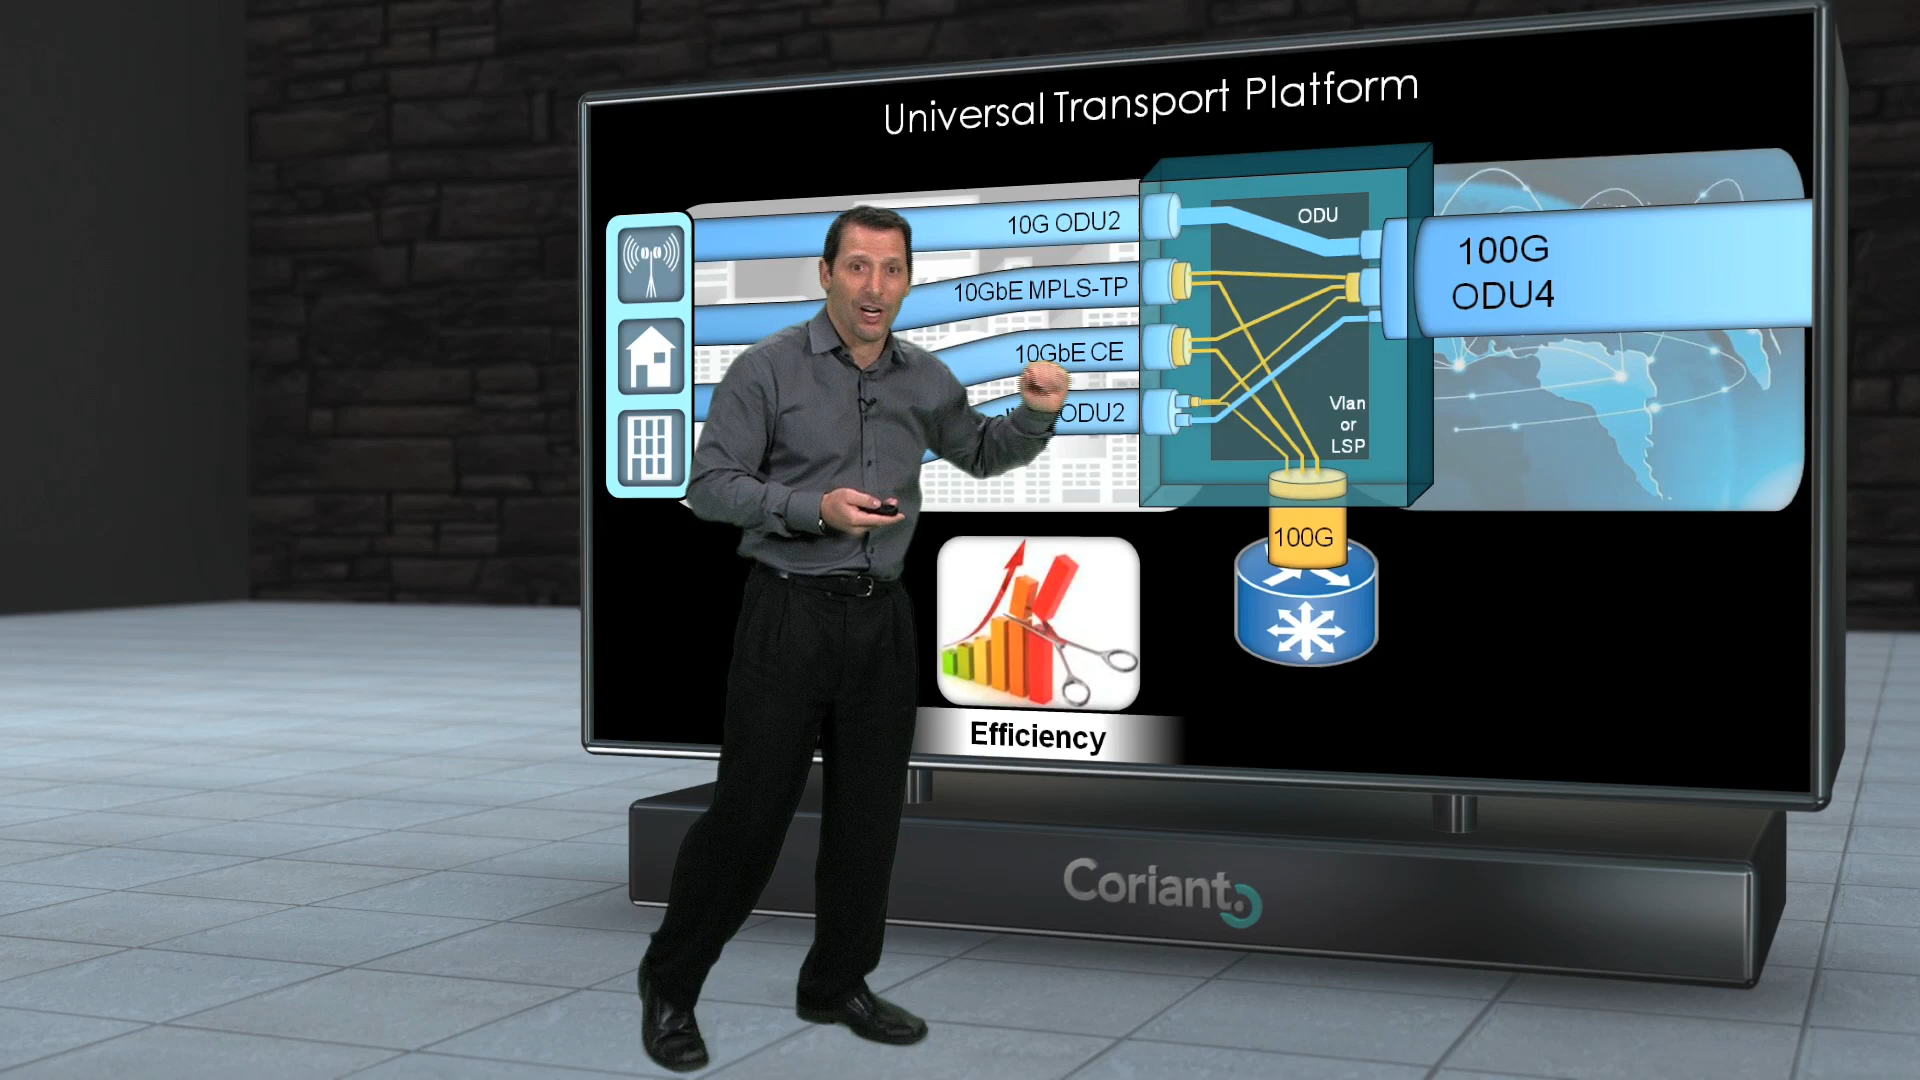 Universal Transport Platform
10G ODU2
ODU
10GbE MPLS-TP
100G
ODU4
10GbE CE
ODU2
Vlan
or
LSP
100G
Efficiency
Coriant